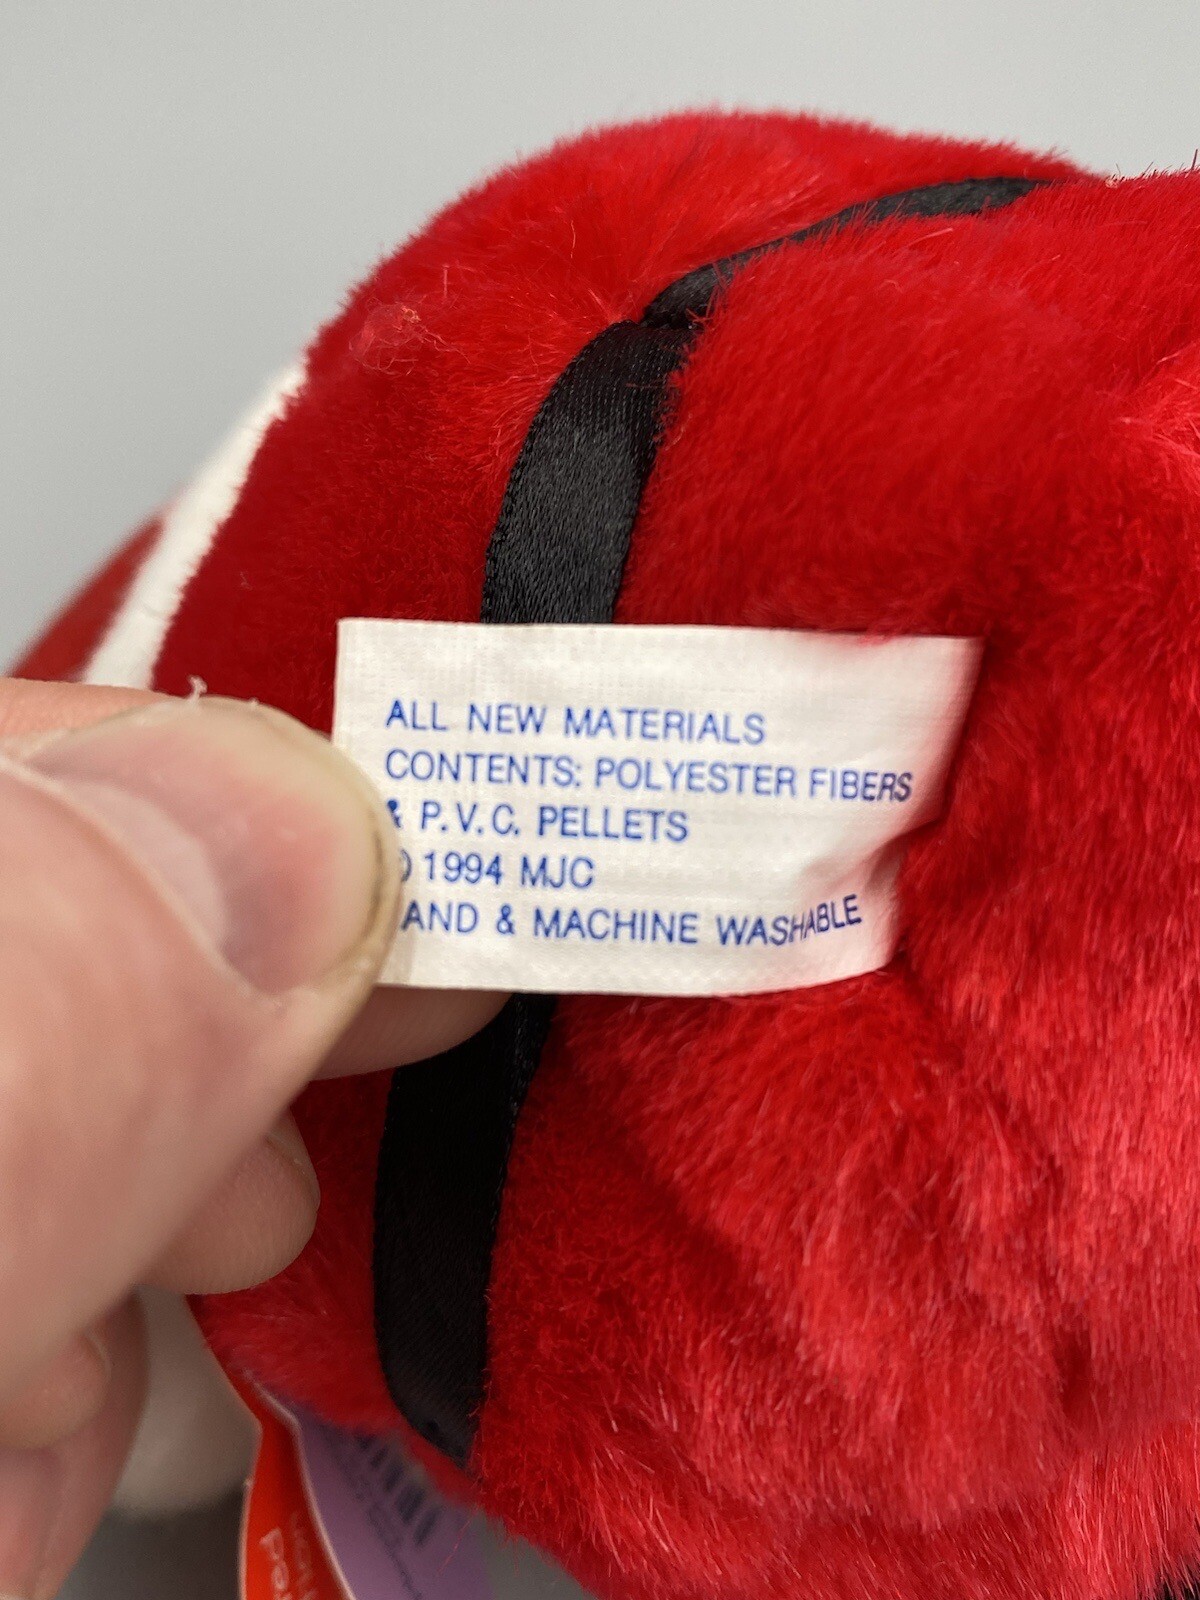 ALL NEW MATERIALS
CONTENTS: POLYESTER FIBERS
& P.V.C. PELLETS
© 1994 MJC
AND & MACHINE WASHABLE